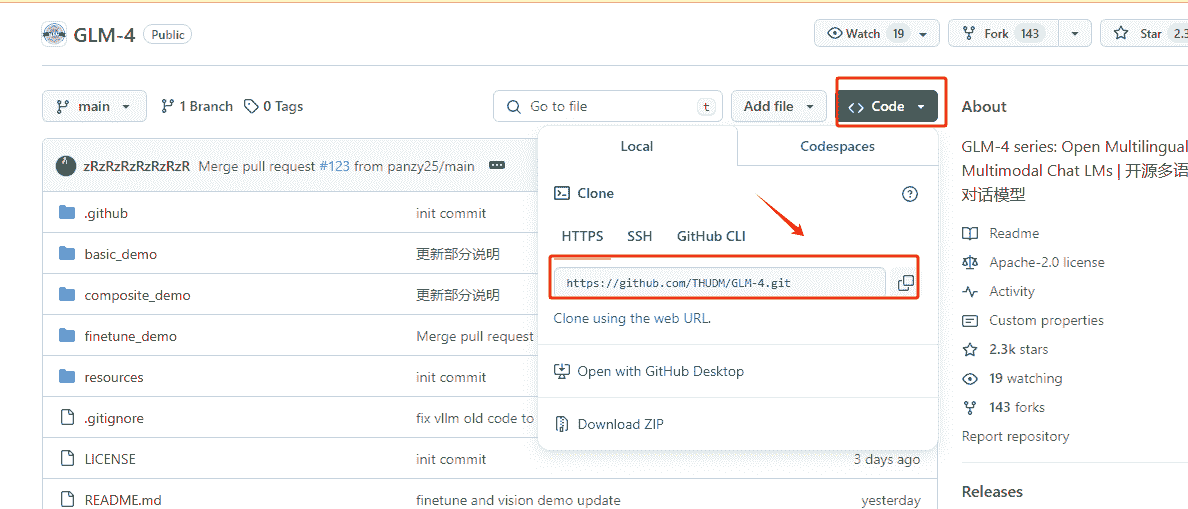 GLM-4 Public
Watch 19 Fork 143 Star 2.3
main 1 Branch 0 Tags Go to file t Add file Code
zRzRzRzRzRzRzR Merge pull request #123 from panzy25/main
.github init commit
basic_demo 更新部分说明
composite_demo 更新部分说明
finetune_demo Merge pull request
resources init commit
.gitignore fix vllm old code to
LICENSE init commit 3 days ago
README.md finetune and vision demo update yesterday
Local Codespaces
Clone
HTTPS SSH GitHub CLI
https://github.com/THUDM/GLM-4.git
Clone using the web URL.
Open with GitHub Desktop
Download ZIP
About
GLM-4 series: Open Multilingual
Multimodal Chat LMs | 开源多语
对话模型
Readme
Apache-2.0 license
Activity
Custom properties
2.3k stars
19 watching
143 forks
Report repository
Releases